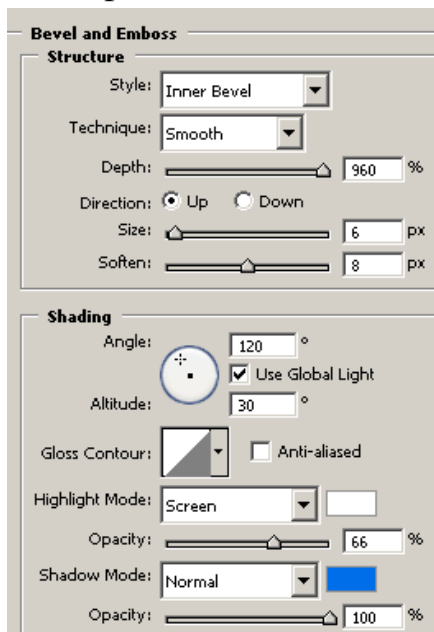 Bevel and Emboss
Structure
Style: Inner Bevel
Technique: Smooth
Depth: 960 %
Direction: Up Down
Size: 6 px
Soften: 8 px
Shading
Angle: 120 °
Use Global Light
Altitude: 30 °
Gloss Contour: Anti-aliased
Highlight Mode: Screen
Opacity: 66 %
Shadow Mode: Normal
Opacity: 100 %